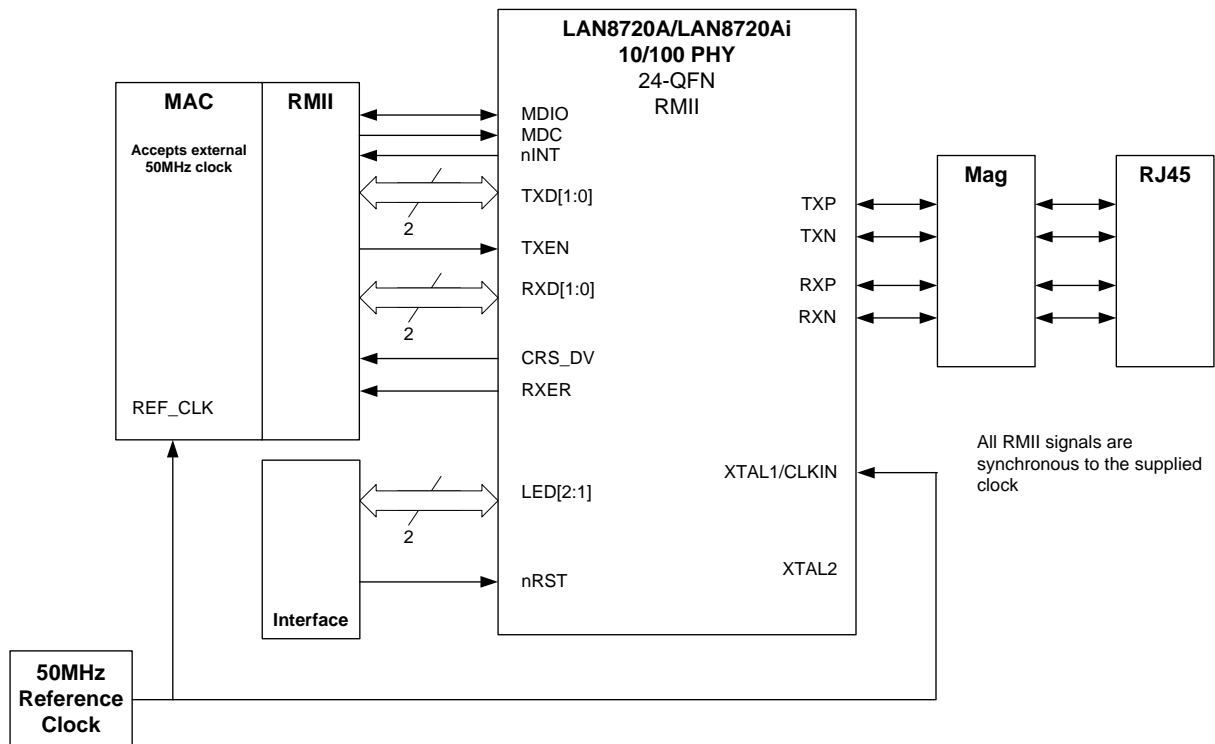 LAN8720A/LAN8720Ai
10/100 PHY
24-QFN
RMII
MAC
RMII
Accepts external
50MHz clock
REF_CLK
MDIO
MDC
nINT
TXD[1:0]
2
TXEN
RXD[1:0]
2
CRS_DV
RXER
LED[2:1]
2
nRST
Interface
TXP
TXN
RXP
RXN
XTAL1/CLKIN
XTAL2
Mag
RJ45
All RMII signals are
synchronous to the supplied
clock
50MHz
Reference
Clock